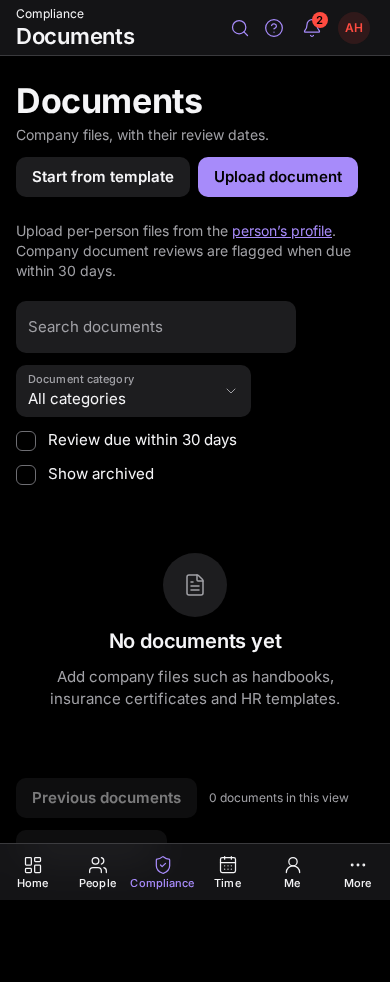 Compliance
Documents
2
AH
Documents
Company files, with their review dates.
Start from template
Upload document
Upload per-person files from the person’s profile.
Company document reviews are flagged when due
within 30 days.
Search documents
Document category
All categories
Review due within 30 days
Show archived
No documents yet
Add company files such as handbooks,
insurance certificates and HR templates.
Previous documents
0 documents in this view
Home
People
Compliance
Time
Me
More